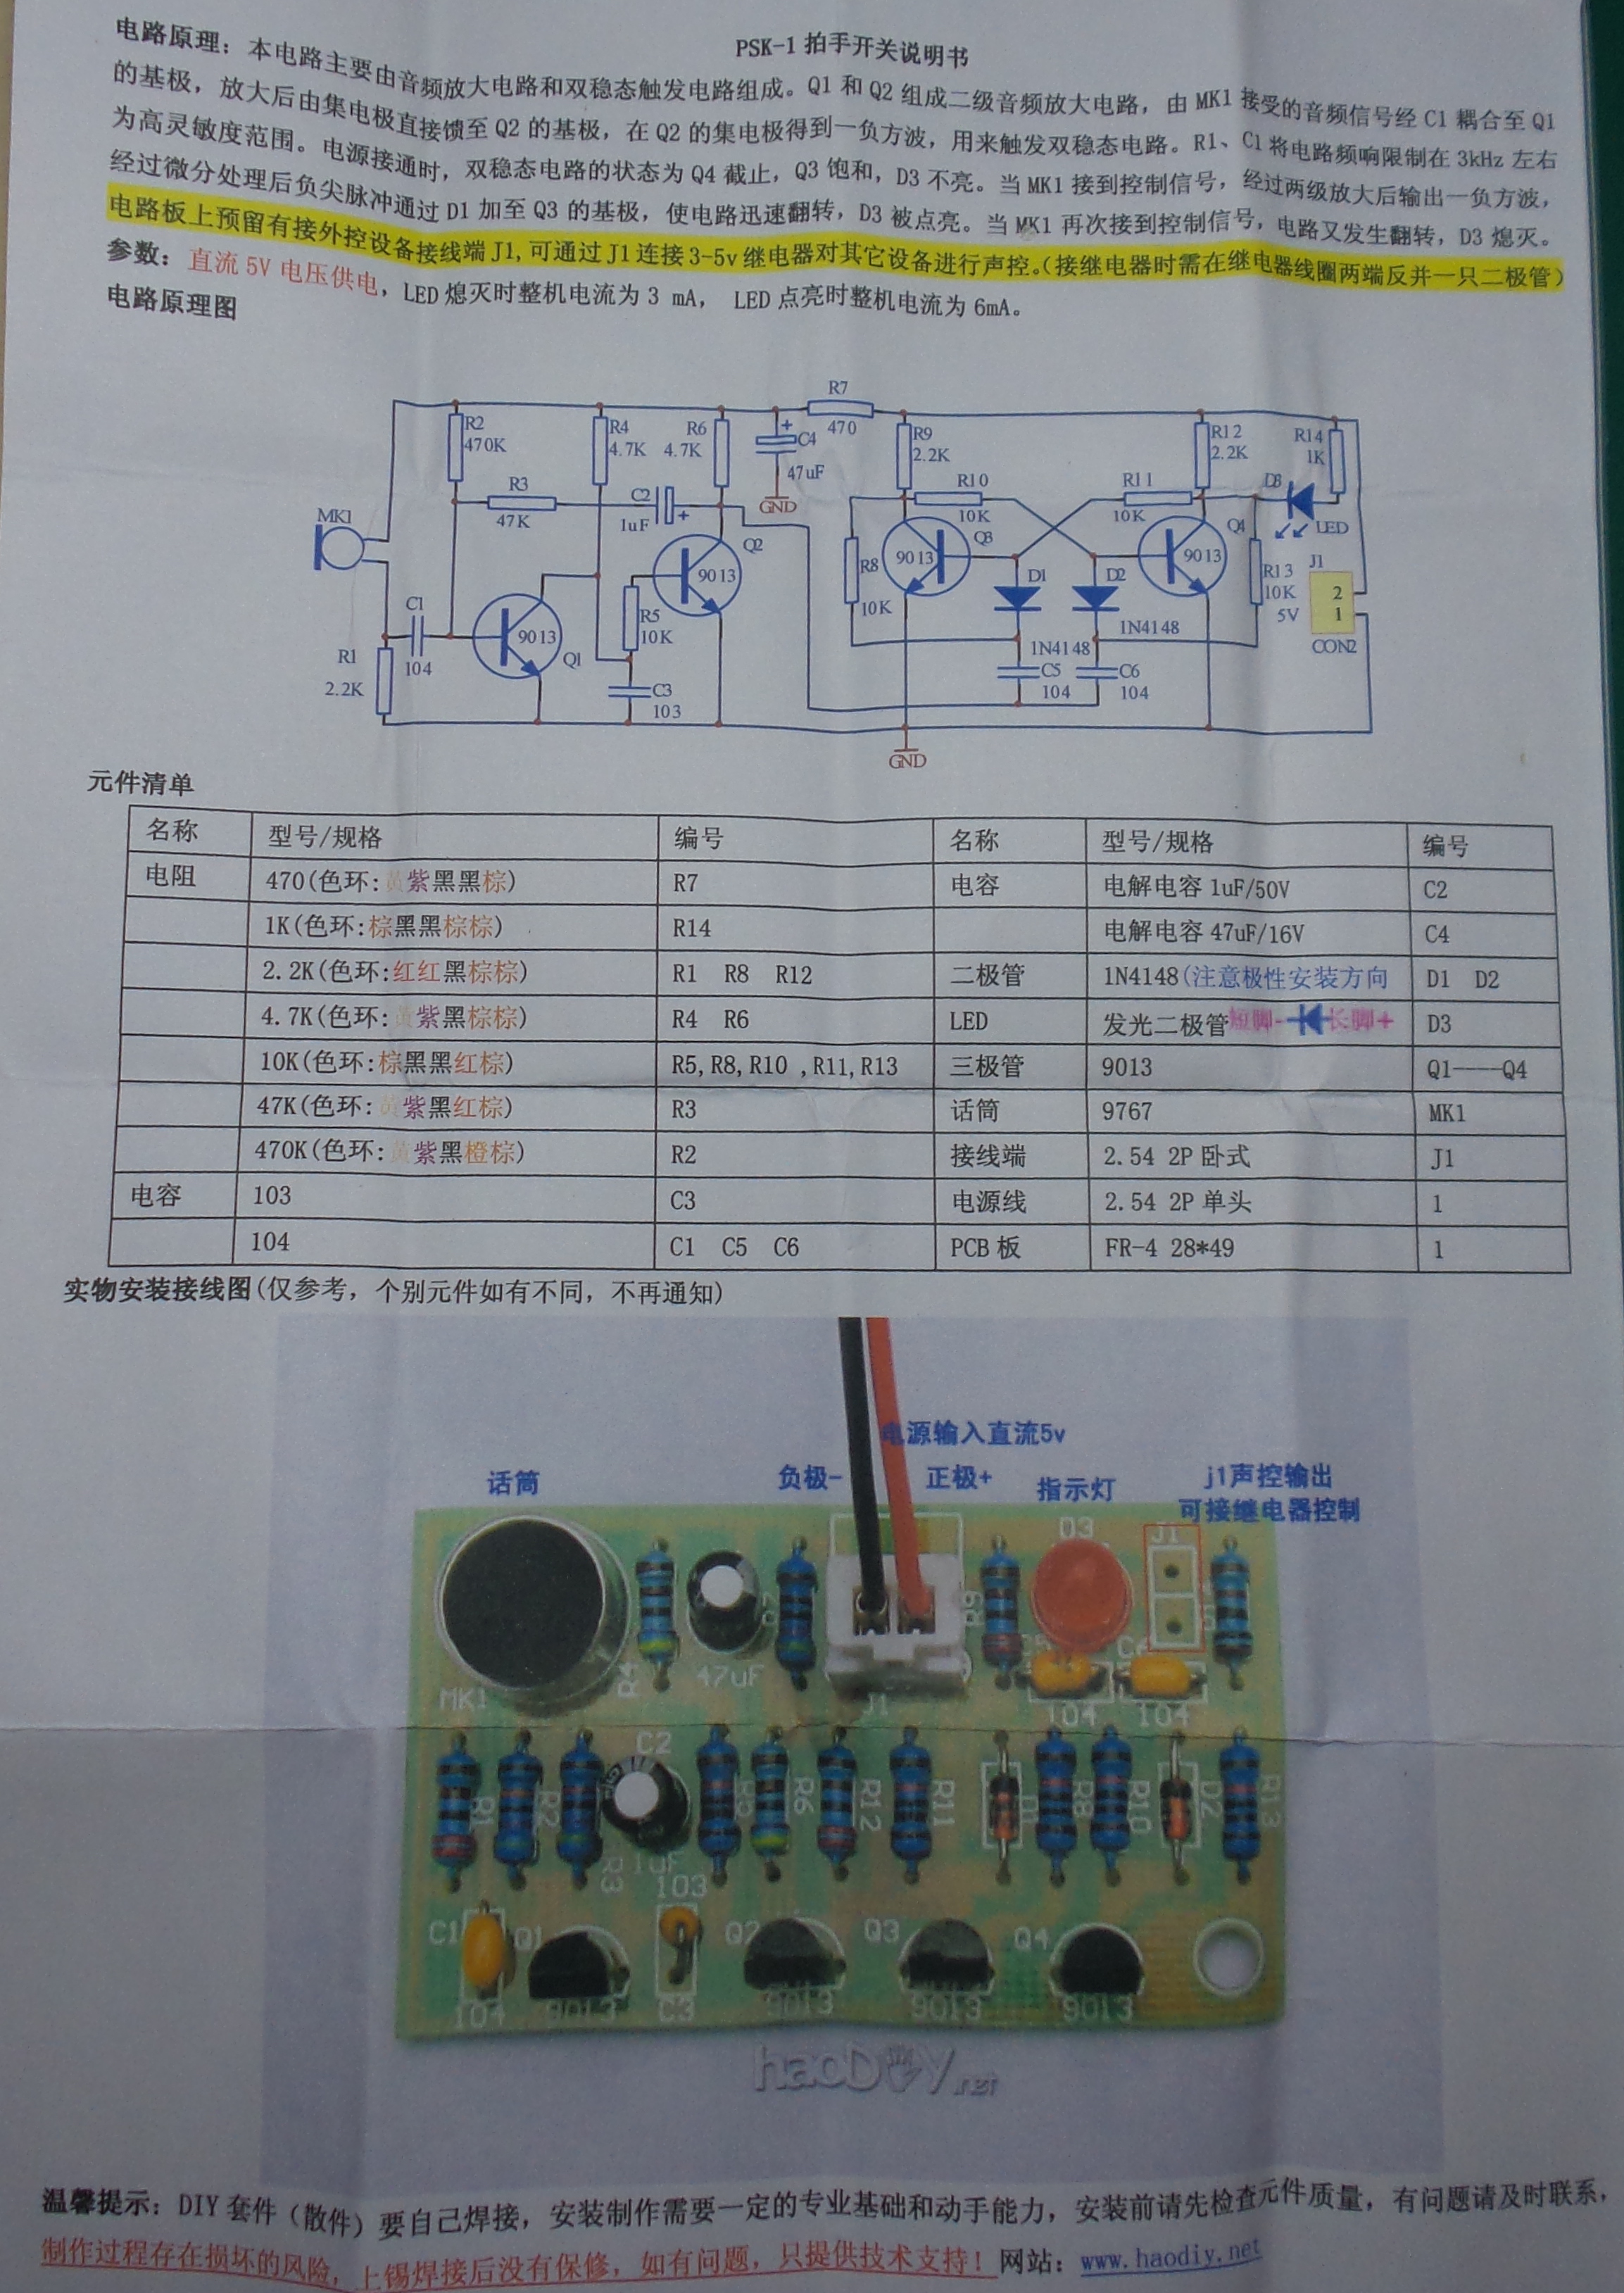 PSK-1 拍手开关说明书
电路原理：本电路主要由音频放大电路和双稳态触发电路组成。Q1 和 Q2 组成二级音频放大电路，由 MK1 接受的音频信号经 C1 耦合至 Q1
的基极，放大后由集电极直接馈至 Q2 的基极，在 Q2 的集电极得到一负方波，用来触发双稳态电路。R1、C1 将电路频响限制在 3kHz 左右
为高灵敏度范围。电源接通时，双稳态电路的状态为 Q4 截止，Q3 饱和，D3 不亮。当 MK1 接到控制信号，经过两级放大后输出一负方波，
经过微分处理后负尖脉冲通过 D1 加至 Q3 的基极，使电路迅速翻转，D3 被点亮。当 MK1 再次接到控制信号，电路又发生翻转，D3 熄灭。
电路板上预留有接外控设备接线端 J1,可通过 J1 连接 3-5v 继电器对其它设备进行声控。(接继电器时需在继电器线圈两端反并一只二极管)
参数：直流 5V 电压供电，LED 熄灭时整机电流为 3 mA， LED 点亮时整机电流为 6mA。
电路原理图
R7
470
R2
470K
R4
4.7K
R6
4.7K
C4
47uF
GND
R9
2.2K
R12
2.2K
R14
1K
R3
47K
C2
1uF
R10
10K
R11
10K
D3
LED
MK1
Q2
9013
Q3
9013
Q4
9013
R8
10K
D1
D2
1N4148
1N4148
R13
10K
J1
5V
2
1
CON2
C1
104
9013
Q1
R5
10K
R1
2.2K
C3
103
C5
104
C6
104
GND
元件清单
名称 型号/规格 编号 名称 型号/规格 编号
电阻 470(色环:黄紫黑黑棕) R7 电容 电解电容 1uF/50V C2
1K(色环:棕黑黑棕棕) R14 电解电容 47uF/16V C4
2.2K(色环:红红黑棕棕) R1 R8 R12 二极管 1N4148(注意极性安装方向 D1 D2
4.7K(色环:黄紫黑棕棕) R4 R6 LED 发光二极管短脚- 长脚+ D3
10K(色环:棕黑黑红棕) R5,R8,R10 ,R11,R13 三极管 9013 Q1——Q4
47K(色环:黄紫黑红棕) R3 话筒 9767 MK1
470K(色环:黄紫黑橙棕) R2 接线端 2.54 2P 卧式 J1
电容 103 C3 电源线 2.54 2P 单头 1
104 C1 C5 C6 PCB 板 FR-4 28*49 1
实物安装接线图(仅参考，个别元件如有不同，不再通知)
电源输入直流5v
话筒 负极- 正极+ 指示灯 j1声控输出
可接继电器控制
D3 J1
MK1 R4 47uF J1 R9 C5 104 104
R1 R2 R3 C2 1uF R5 R6 R12 R11 D1 R8 R10 D2 R13
103
C1 Q1 Q2 Q3 Q4
104 9013 C3 9013 9013 9013
haoDIY.net
温馨提示：DIY 套件（散件）要自己焊接，安装制作需要一定的专业基础和动手能力，安装前请先检查元件质量，有问题请及时联系，
制作过程存在损坏的风险，上锡焊接后没有保修，如有问题，只提供技术支持！网站：www.haodiy.net